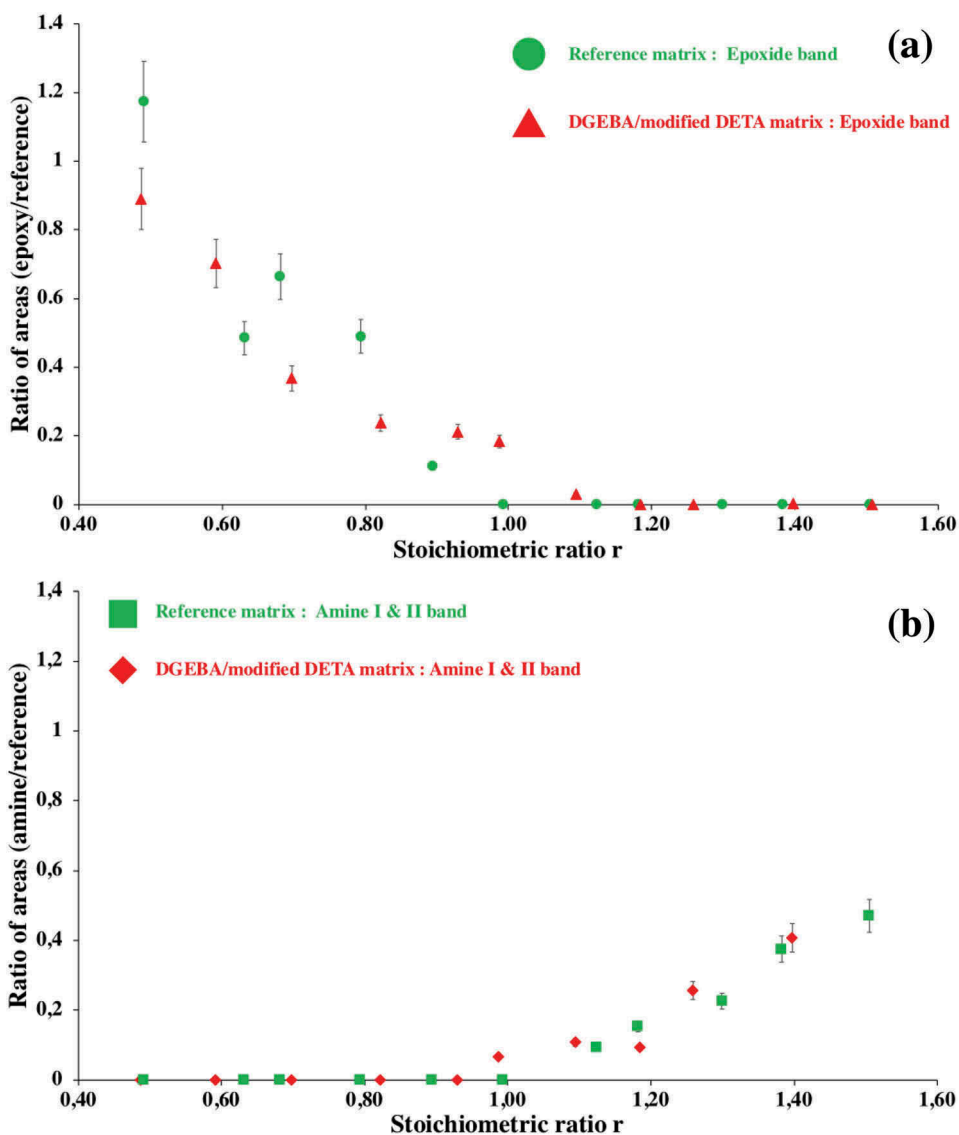 1.4
1.2
1
0.8
0.6
0.4
0.2
0
Ratio of areas (epoxy/reference)
(a)
Reference matrix : Epoxide band
DGEBA/modified DETA matrix : Epoxide band
0.40 0.60 0.80 1.00 1.20 1.40 1.60
Stoichiometric ratio r
1,4
1,2
1
0,8
0,6
0,4
0,2
0
Ratio of areas (amine/reference)
Reference matrix : Amine I & II band
(b)
DGEBA/modified DETA matrix : Amine I & II band
0,40 0,60 0,80 1,00 1,20 1,40 1,60
Stoichiometric ratio r